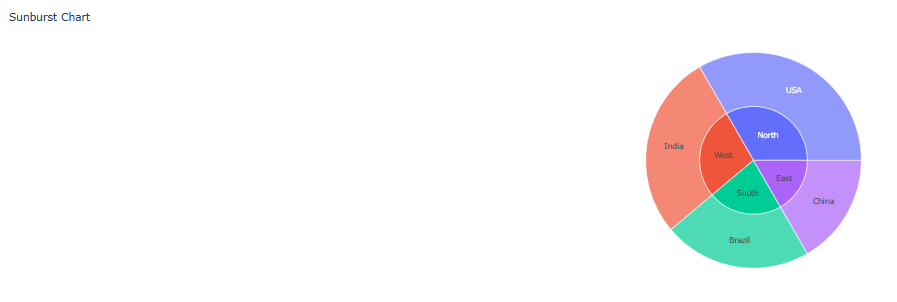 Sunburst Chart
USA
North
India
West
East
South
China
Brazil